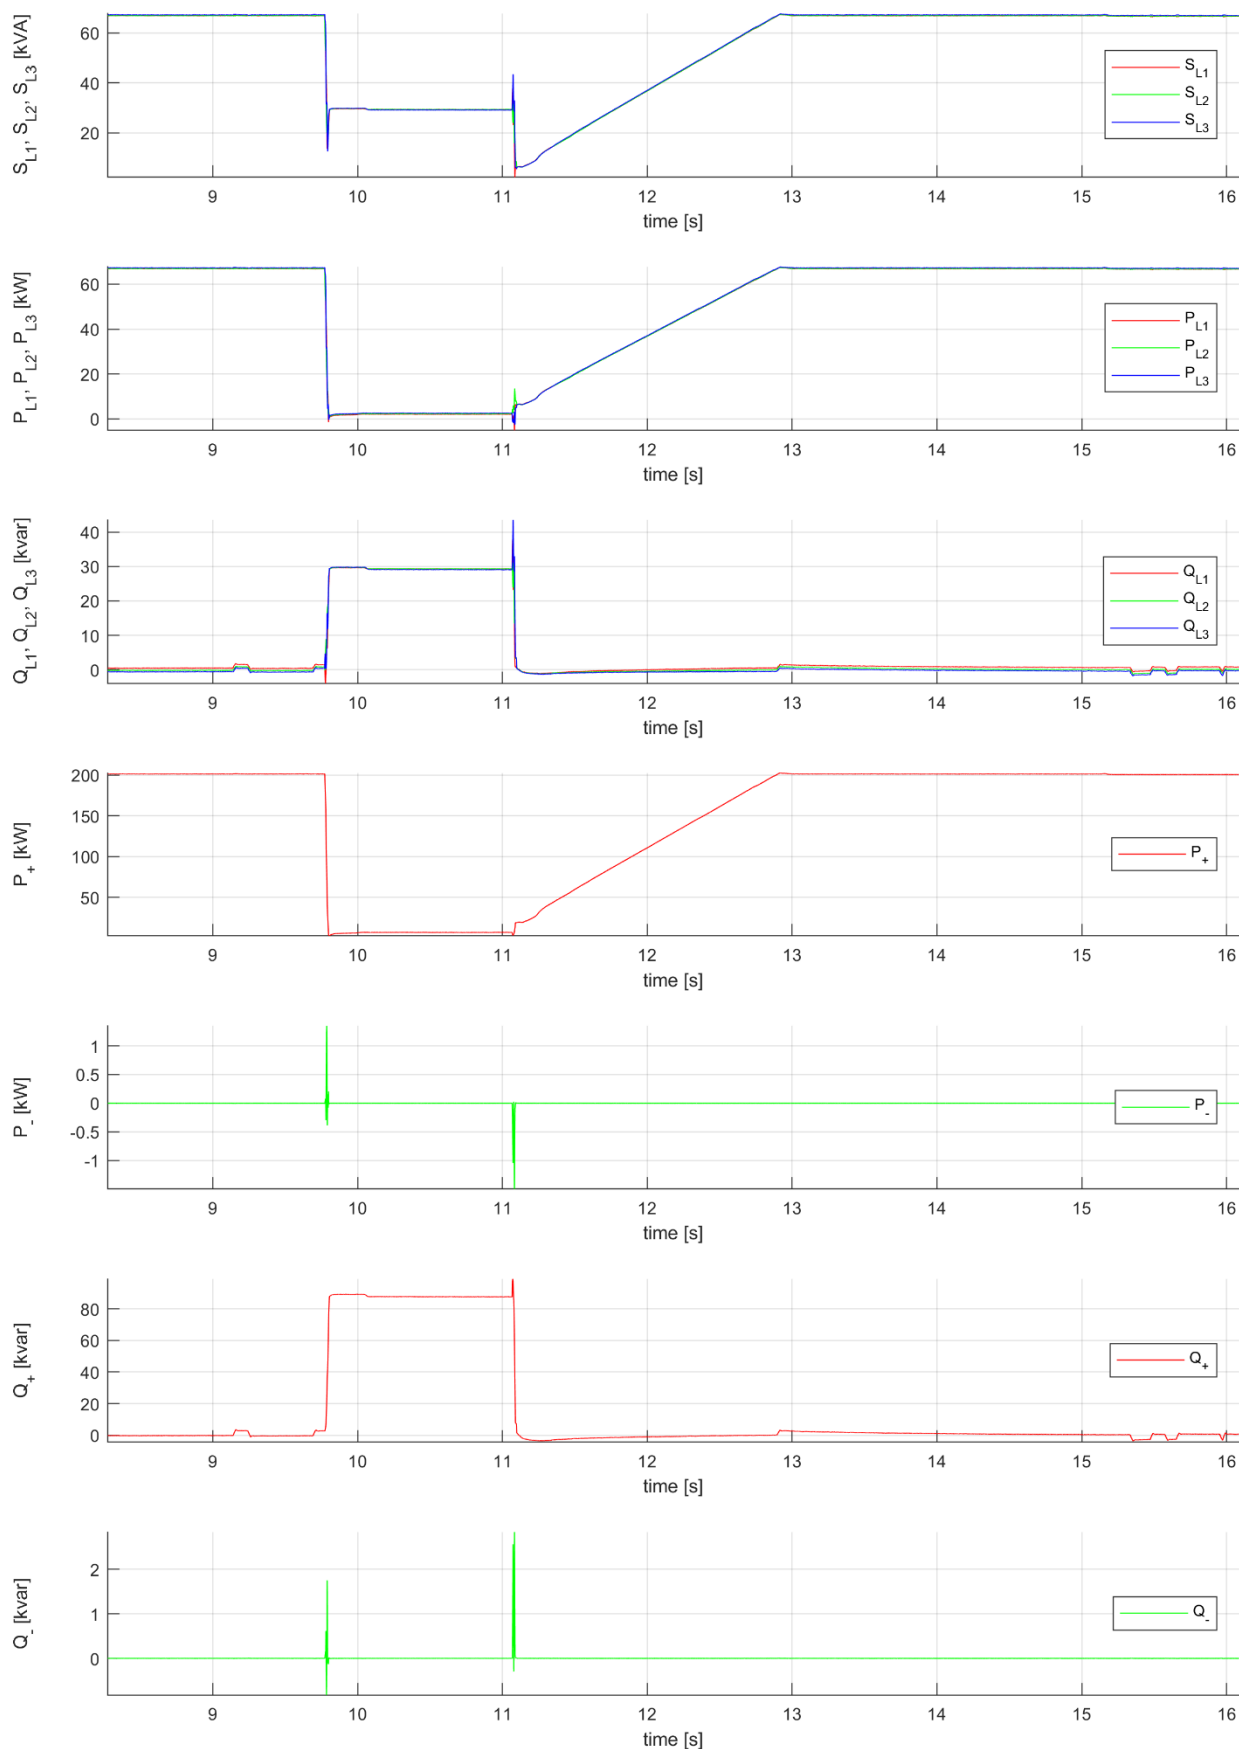 S_L1, S_L2, S_L3 [kVA]
60
40
20
S_L1
S_L2
S_L3
9 10 11 12 13 14 15 16
time [s]
P_L1, P_L2, P_L3 [kW]
60
40
20
0
P_L1
P_L2
P_L3
9 10 11 12 13 14 15 16
time [s]
Q_L1, Q_L2, Q_L3 [kvar]
40
30
20
10
0
Q_L1
Q_L2
Q_L3
9 10 11 12 13 14 15 16
time [s]
P_+ [kW]
200
150
100
50
P_+
9 10 11 12 13 14 15 16
time [s]
P_- [kW]
1
0.5
0
-0.5
-1
P_-
9 10 11 12 13 14 15 16
time [s]
Q_+ [kvar]
80
60
40
20
0
Q_+
9 10 11 12 13 14 15 16
time [s]
Q_- [kvar]
2
1
0
Q_-
9 10 11 12 13 14 15 16
time [s]